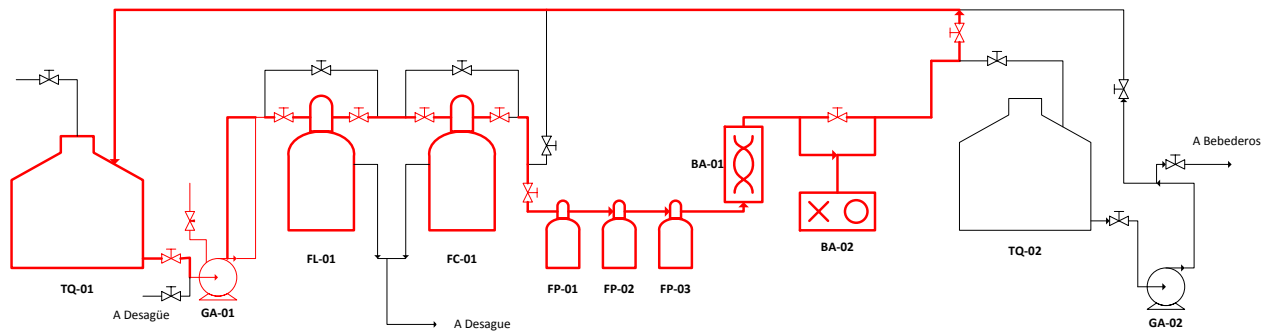 A Bebederos
BA-01
BA-02
TQ-02
FL-01
FC-01
TQ-01
FP-01
FP-02
FP-03
A Desagüe
GA-01
A Desague
GA-02